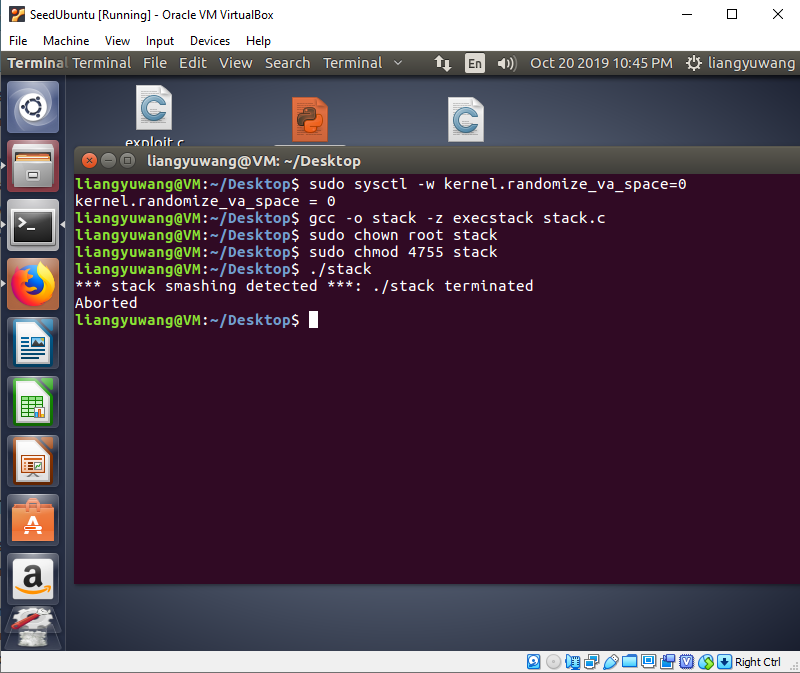 SeedUbuntu [Running] - Oracle VM VirtualBox
File Machine View Input Devices Help
Terminal Terminal File Edit View Search Terminal En Oct 20 2019 10:45 PM liangyuwang
exploit.c
liangyuwang@VM: ~/Desktop
liangyuwang@VM:~/Desktop$ sudo sysctl -w kernel.randomize_va_space=0
kernel.randomize_va_space = 0
liangyuwang@VM:~/Desktop$ gcc -o stack -z execstack stack.c
liangyuwang@VM:~/Desktop$ sudo chown root stack
liangyuwang@VM:~/Desktop$ sudo chmod 4755 stack
liangyuwang@VM:~/Desktop$ ./stack
*** stack smashing detected ***: ./stack terminated
Aborted
liangyuwang@VM:~/Desktop$
Right Ctrl